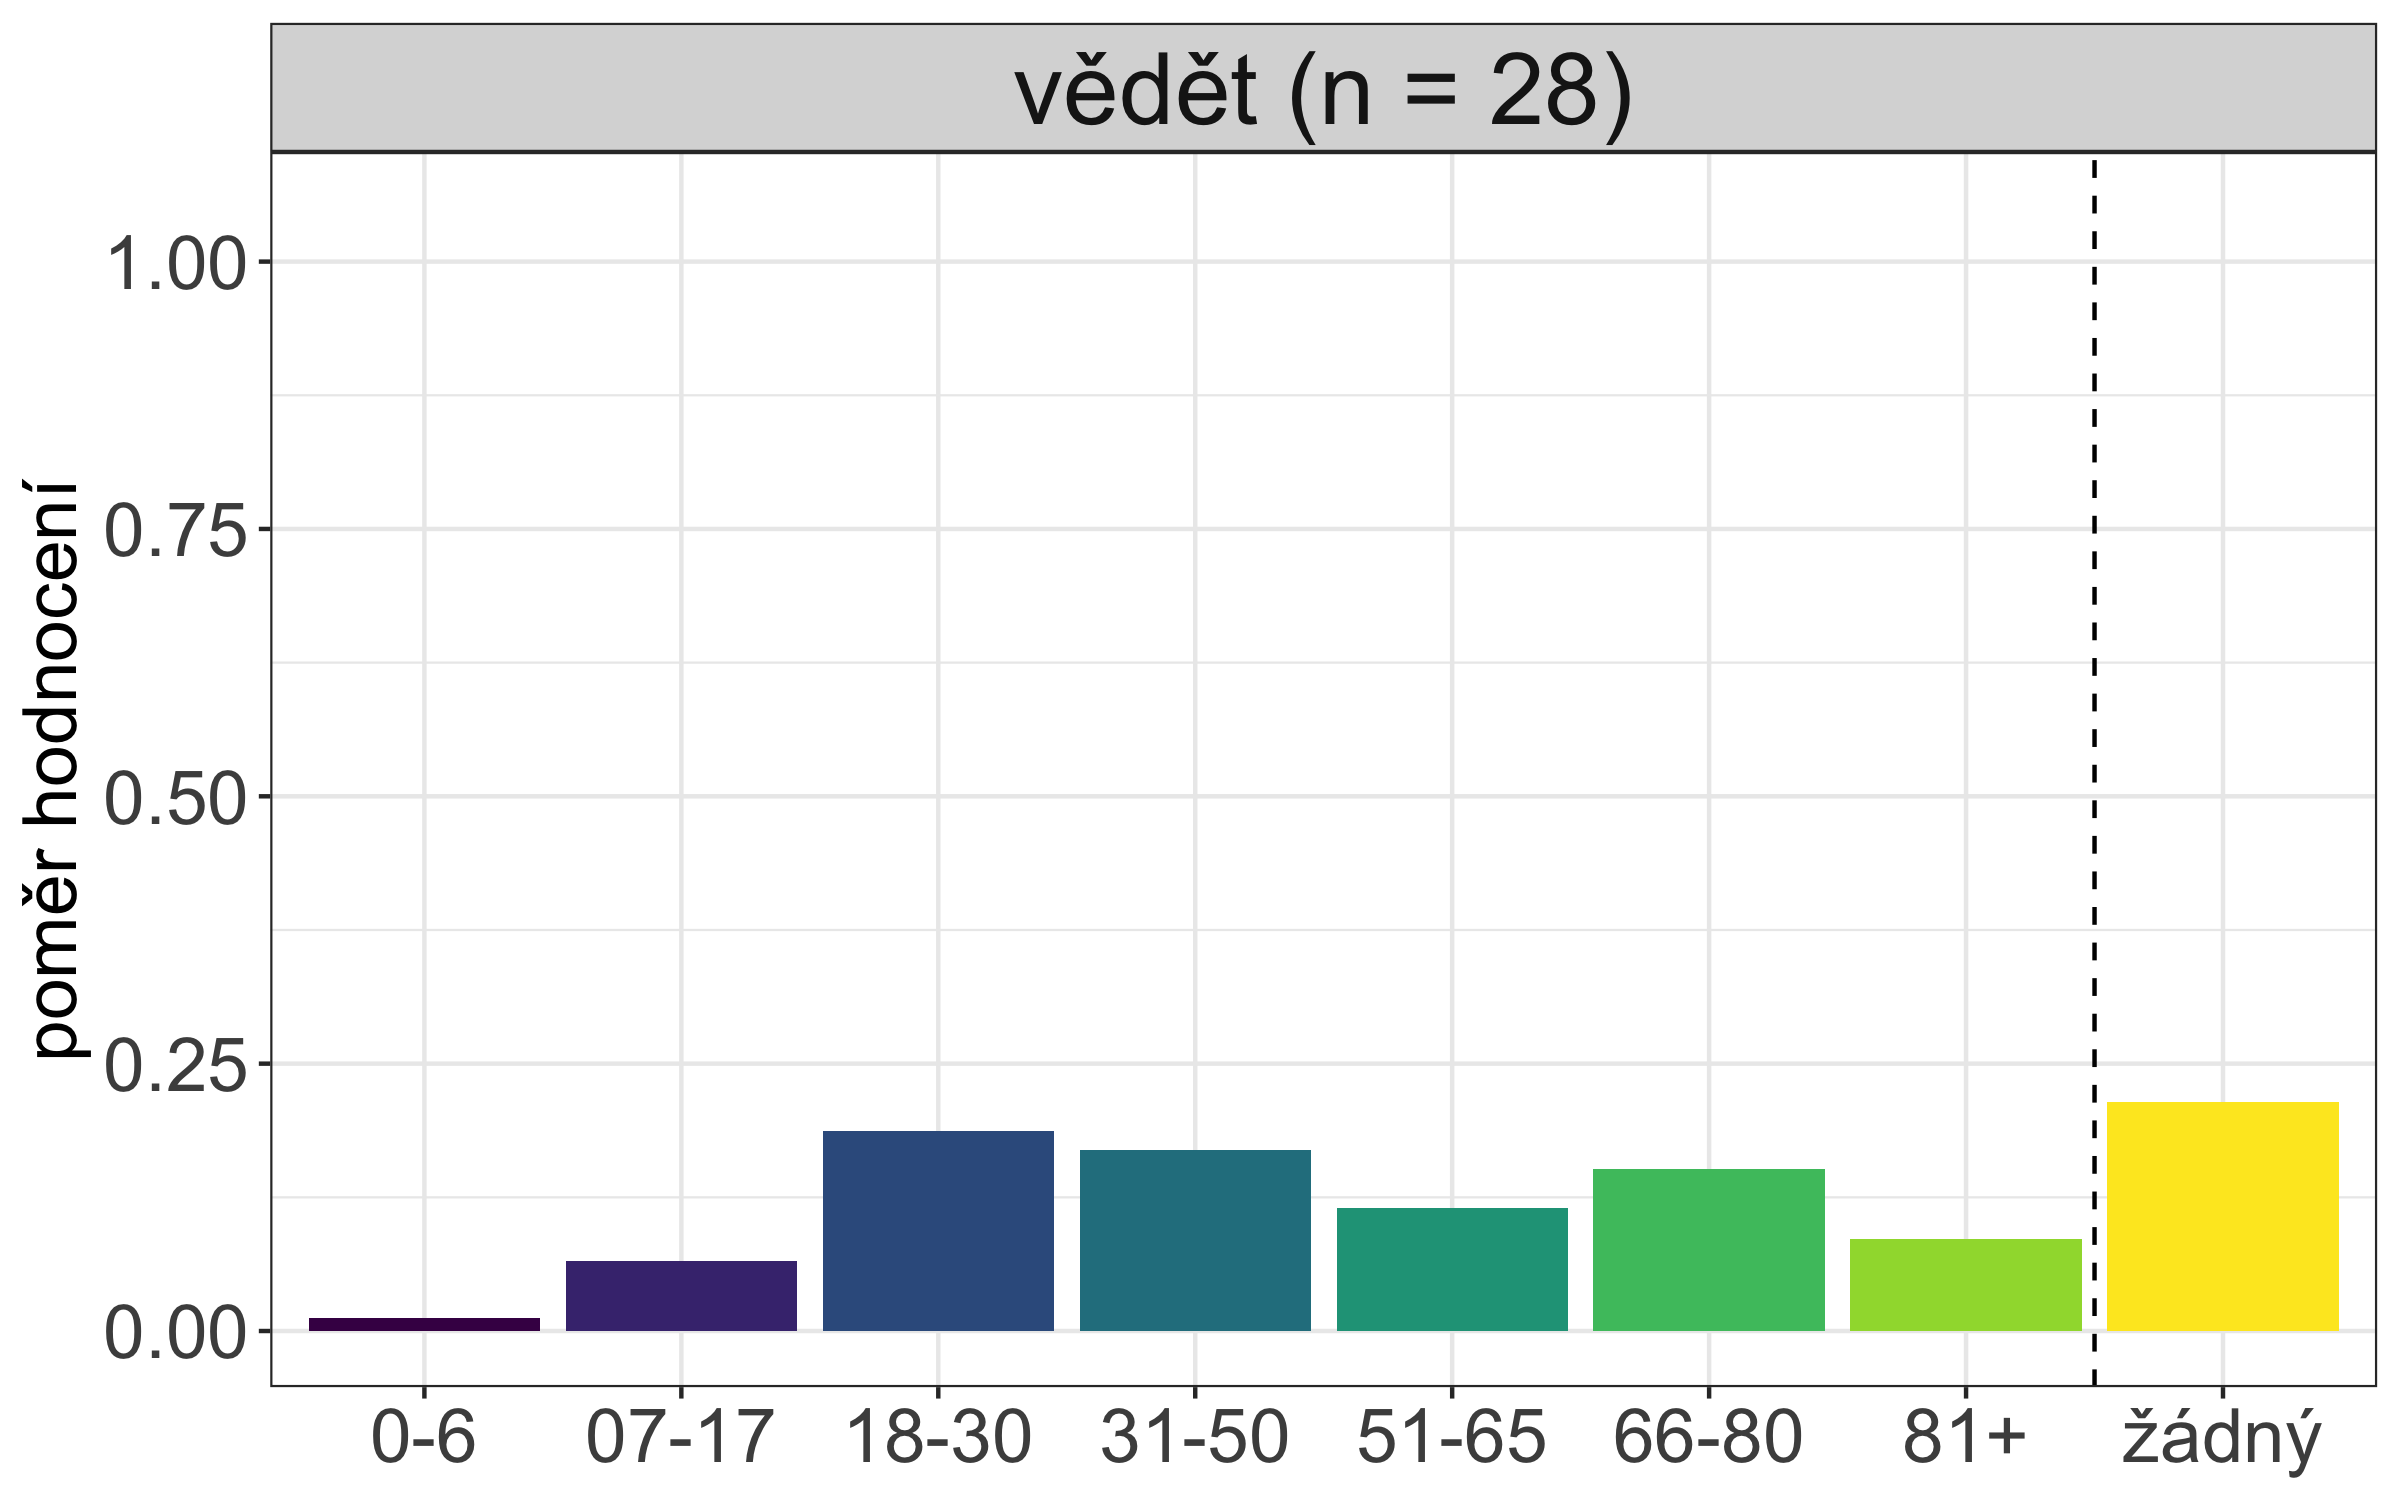 vědět (n = 28)
poměr hodnocení
1.00
0.75
0.50
0.25
0.00
0-6 07-17 18-30 31-50 51-65 66-80 81+ žádný